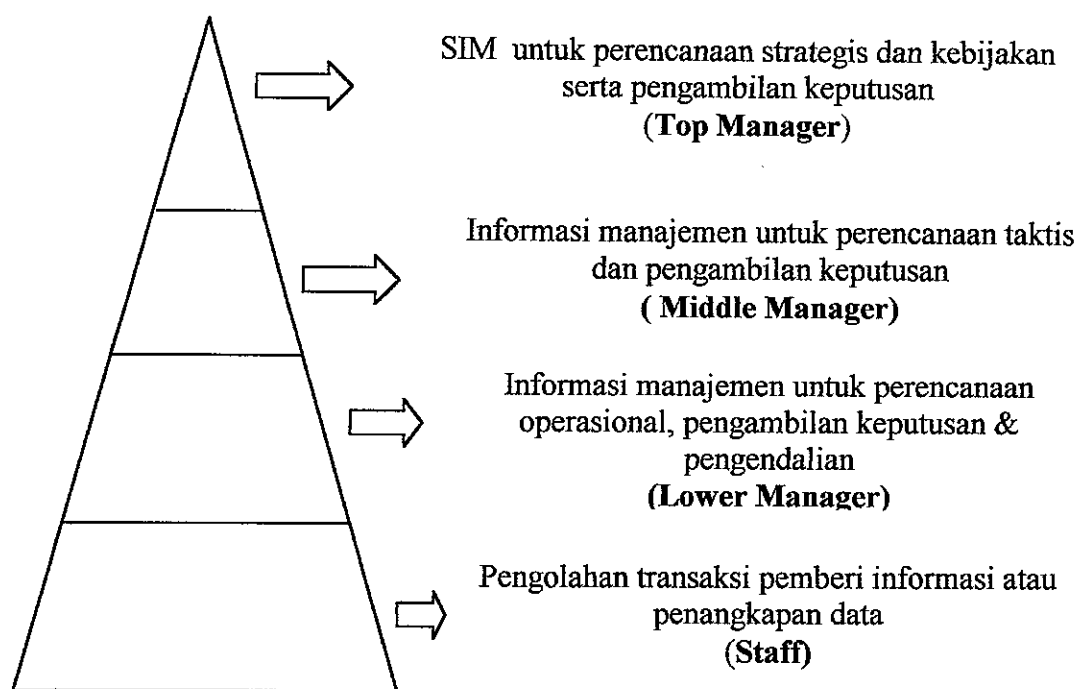 SIM untuk perencanaan strategis dan kebijakan
serta pengambilan keputusan
(Top Manager)
Informasi manajemen untuk perencanaan taktis
dan pengambilan keputusan
( Middle Manager)
Informasi manajemen untuk perencanaan
operasional, pengambilan keputusan &
pengendalian
(Lower Manager)
Pengolahan transaksi pemberi informasi atau
penangkapan data
(Staff)